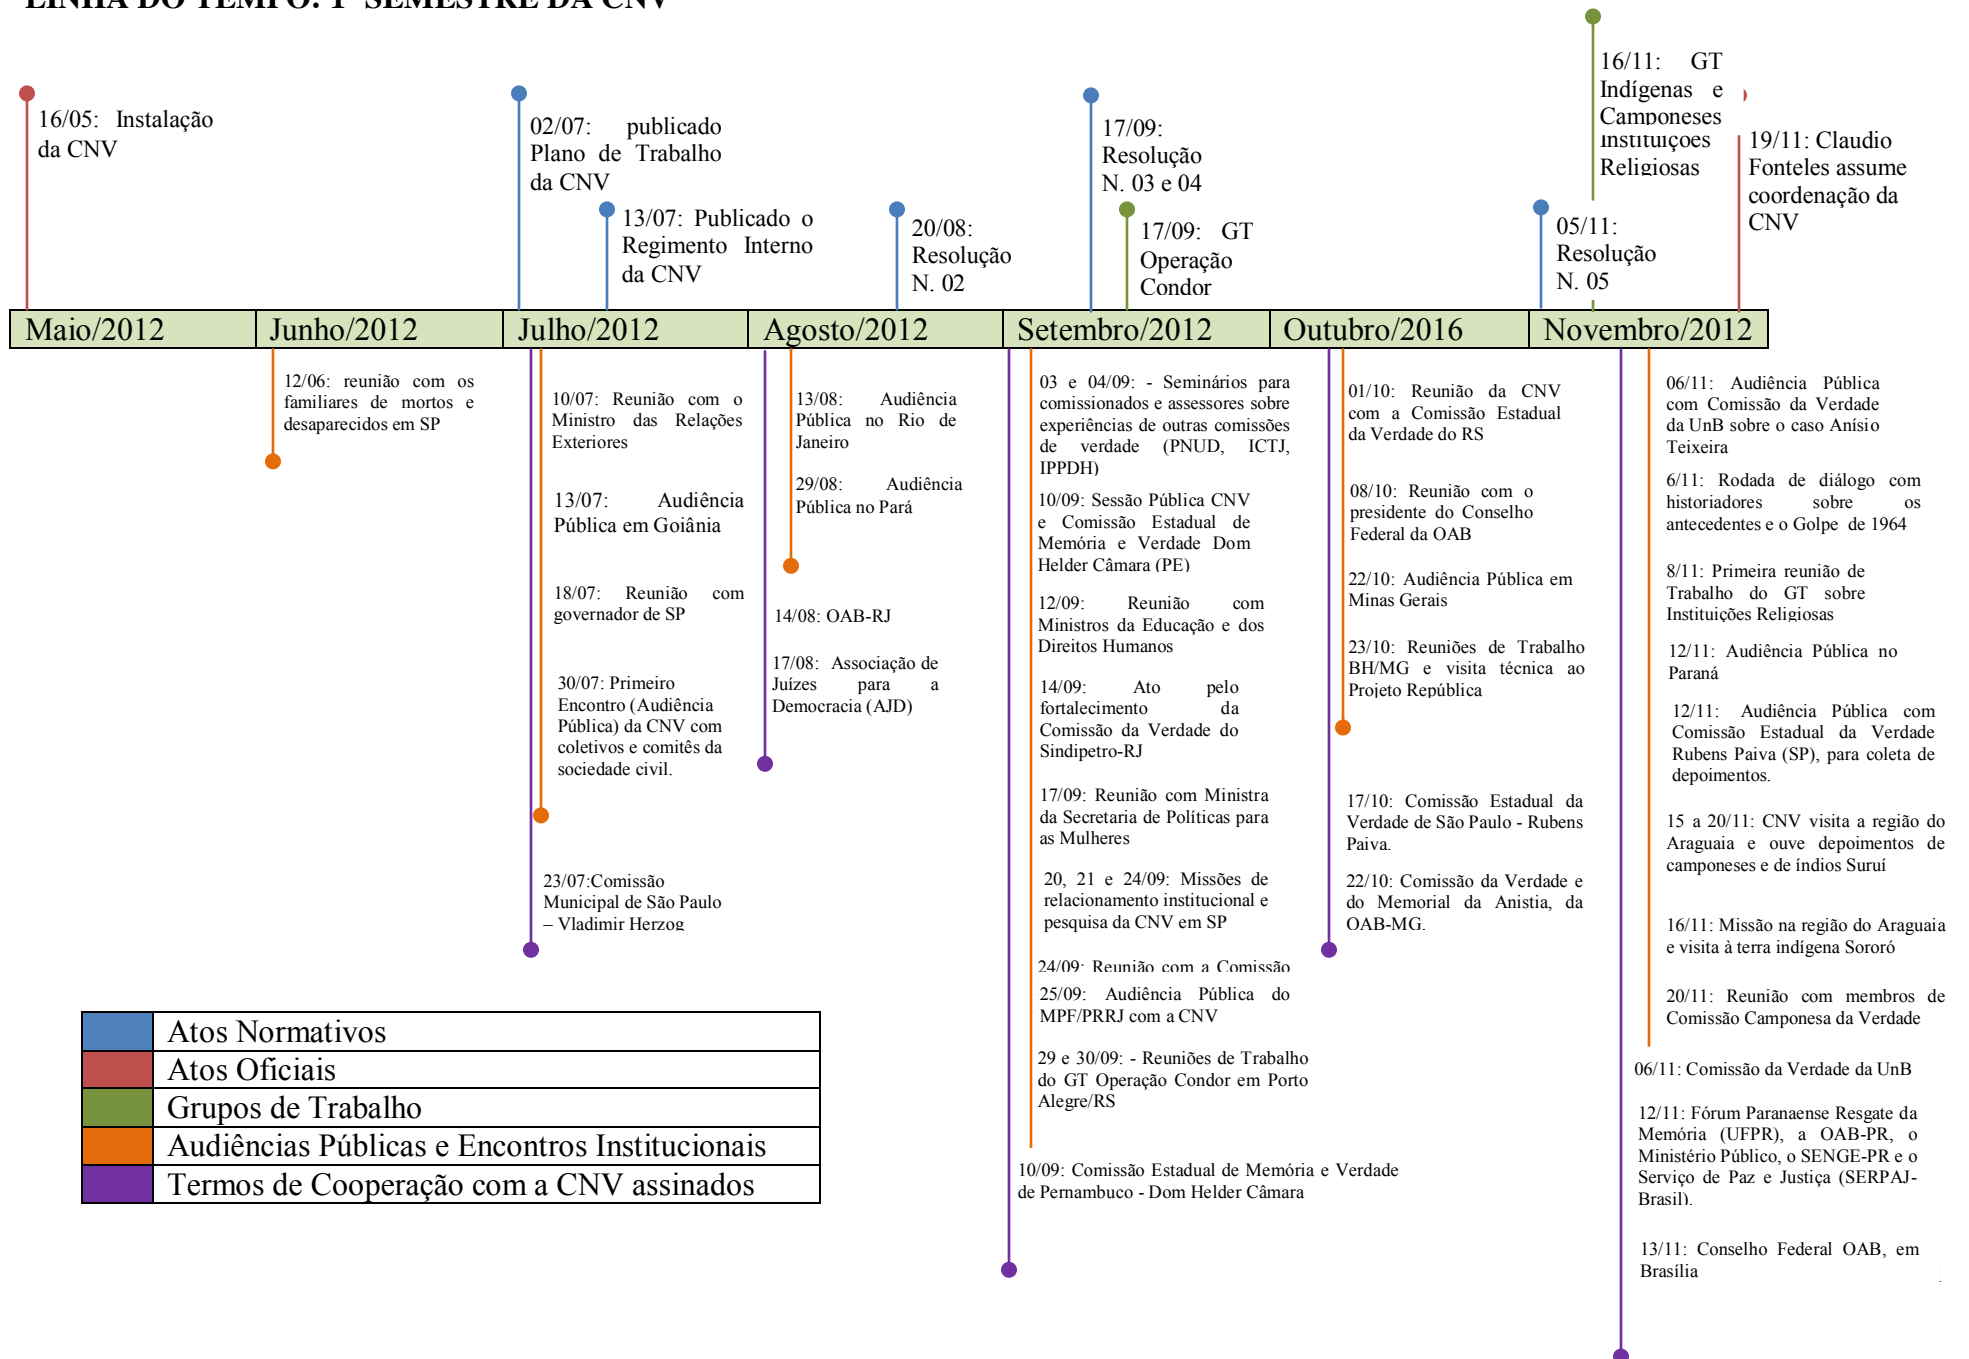 LINHA DO TEMPO: 1º SEMESTRE DA CNV
16/05: Instalação
da CNV
02/07: publicado
Plano de Trabalho
da CNV
13/07: Publicado o
Regimento Interno
da CNV
20/08:
Resolução
N. 02
17/09:
Resolução
N. 03 e 04
17/09: GT
Operação
Condor
05/11:
Resolução
N. 05
16/11: GT
Indígenas e
Camponeses
Instituições
Religiosas
19/11: Claudio
Fonteles assume
coordenação da
CNV
Maio/2012
Junho/2012
Julho/2012
Agosto/2012
Setembro/2012
Outubro/2016
Novembro/2012
12/06: reunião com os
familiares de mortos e
desaparecidos em SP
10/07: Reunião com o
Ministro das Relações
Exteriores
13/07: Audiência
Pública em Goiânia
18/07: Reunião com
governador de SP
30/07: Primeiro
Encontro (Audiência
Pública) da CNV com
coletivos e comitês da
sociedade civil.
23/07:Comissão
Municipal de São Paulo
– Vladimir Herzog
13/08: Audiência
Pública no Rio de
Janeiro
29/08: Audiência
Pública no Pará
14/08: OAB-RJ
17/08: Associação de
Juízes para a
Democracia (AJD)
03 e 04/09: - Seminários para
comissionados e assessores sobre
experiências de outras comissões
de verdade (PNUD, ICTJ,
IPPDH)
10/09: Sessão Pública CNV
e Comissão Estadual de
Memória e Verdade Dom
Helder Câmara (PE)
12/09: Reunião com
Ministros da Educação e dos
Direitos Humanos
14/09: Ato pelo
fortalecimento da
Comissão da Verdade do
Sindipetro-RJ
17/09: Reunião com Ministra
da Secretaria de Políticas para
as Mulheres
20, 21 e 24/09: Missões de
relacionamento institucional e
pesquisa da CNV em SP
24/09: Reunião com a Comissão
25/09: Audiência Pública do
MPF/PRRJ com a CNV
29 e 30/09: - Reuniões de Trabalho
do GT Operação Condor em Porto
Alegre/RS
10/09: Comissão Estadual de Memória e Verdade
de Pernambuco - Dom Helder Câmara
01/10: Reunião da CNV
com a Comissão Estadual
da Verdade do RS
08/10: Reunião com o
presidente do Conselho
Federal da OAB
22/10: Audiência Pública em
Minas Gerais
23/10: Reuniões de Trabalho
BH/MG e visita técnica ao
Projeto República
17/10: Comissão Estadual da
Verdade de São Paulo - Rubens
Paiva.
22/10: Comissão da Verdade e
do Memorial da Anistia, da
OAB-MG.
06/11: Audiência Pública
com Comissão da Verdade
da UnB sobre o caso Anísio
Teixeira
6/11: Rodada de diálogo com
historiadores sobre os
antecedentes e o Golpe de 1964
8/11: Primeira reunião de
Trabalho do GT sobre
Instituições Religiosas
12/11: Audiência Pública no
Paraná
12/11: Audiência Pública com
Comissão Estadual da Verdade
Rubens Paiva (SP), para coleta de
depoimentos.
15 a 20/11: CNV visita a região do
Araguaia e ouve depoimentos de
camponeses e de índios Suruí
16/11: Missão na região do Araguaia
e visita à terra indígena Sororó
20/11: Reunião com membros de
Comissão Camponesa da Verdade
06/11: Comissão da Verdade da UnB
12/11: Fórum Paranaense Resgate da
Memória (UFPR), a OAB-PR, o
Ministério Público, o SENGE-PR e o
Serviço de Paz e Justiça (SERPAJ-
Brasil).
13/11: Conselho Federal OAB, em
Brasília
Atos Normativos
Atos Oficiais
Grupos de Trabalho
Audiências Públicas e Encontros Institucionais
Termos de Cooperação com a CNV assinados